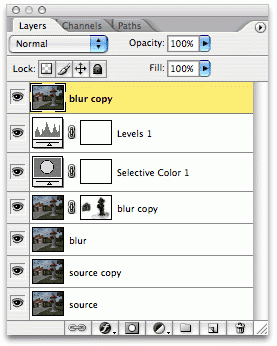 Layers Channels Paths
Normal Opacity: 100%
Lock: Fill: 100%
blur copy
Levels 1
Selective Color 1
blur copy
blur
source copy
source